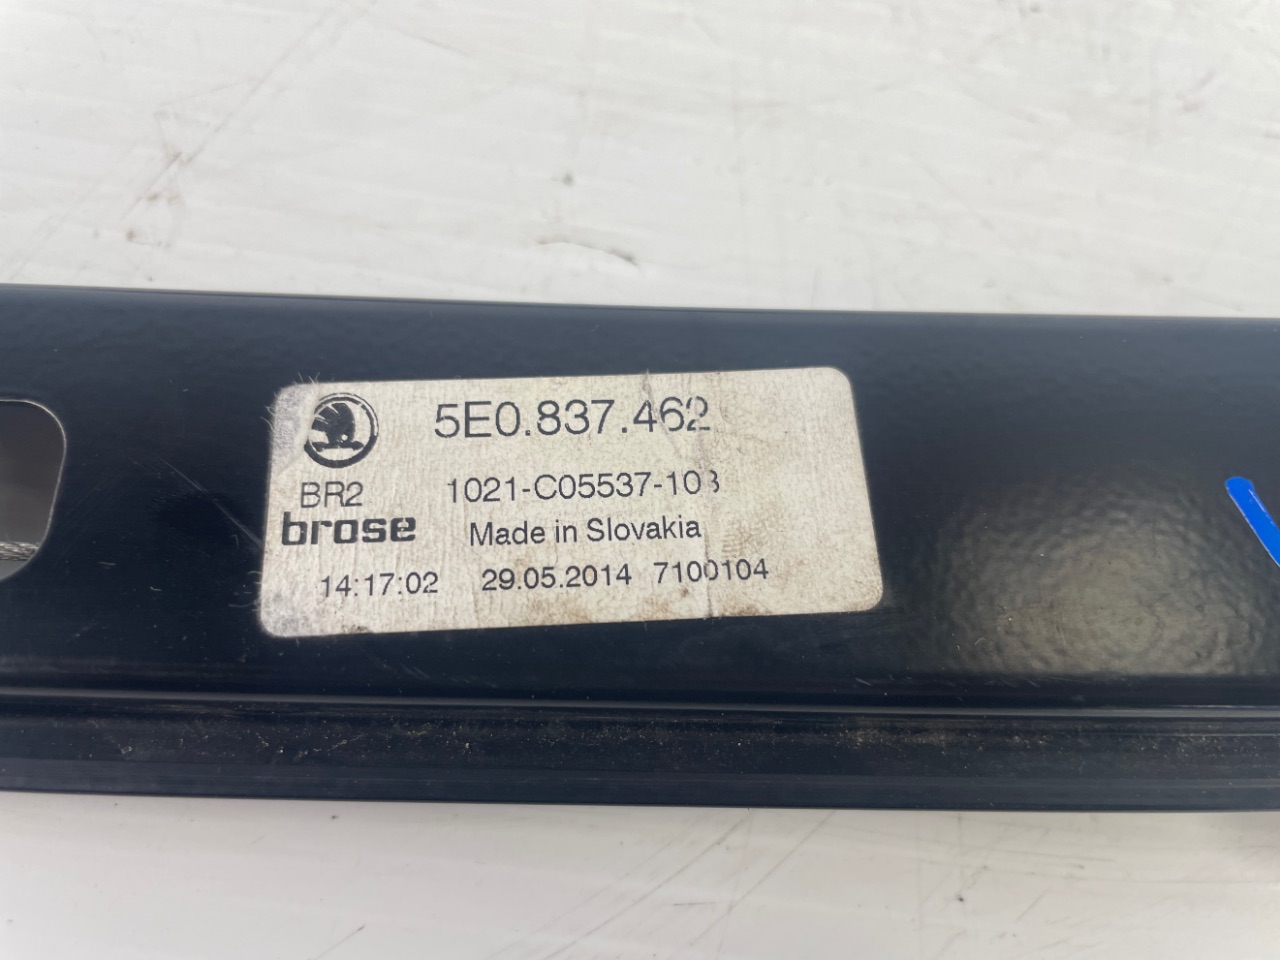 5E0.837.462
BR2 1021-C05537-103
brose Made in Slovakia
14:17:02 29.05.2014 7100104